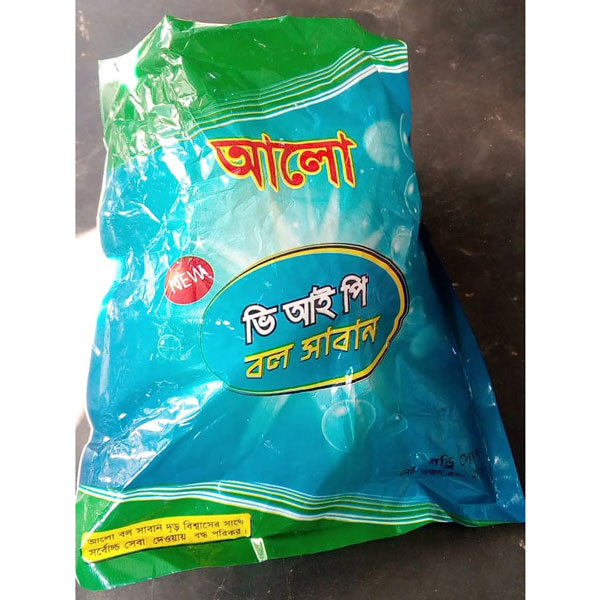 আলো
NEW
ভি আই পি
বল সাবান
আলো বল সাবান দৃঢ় বিশ্বাসের সাথে
সর্বোচ্চ সেবা দেওয়ায় বদ্ধ পরিকর।